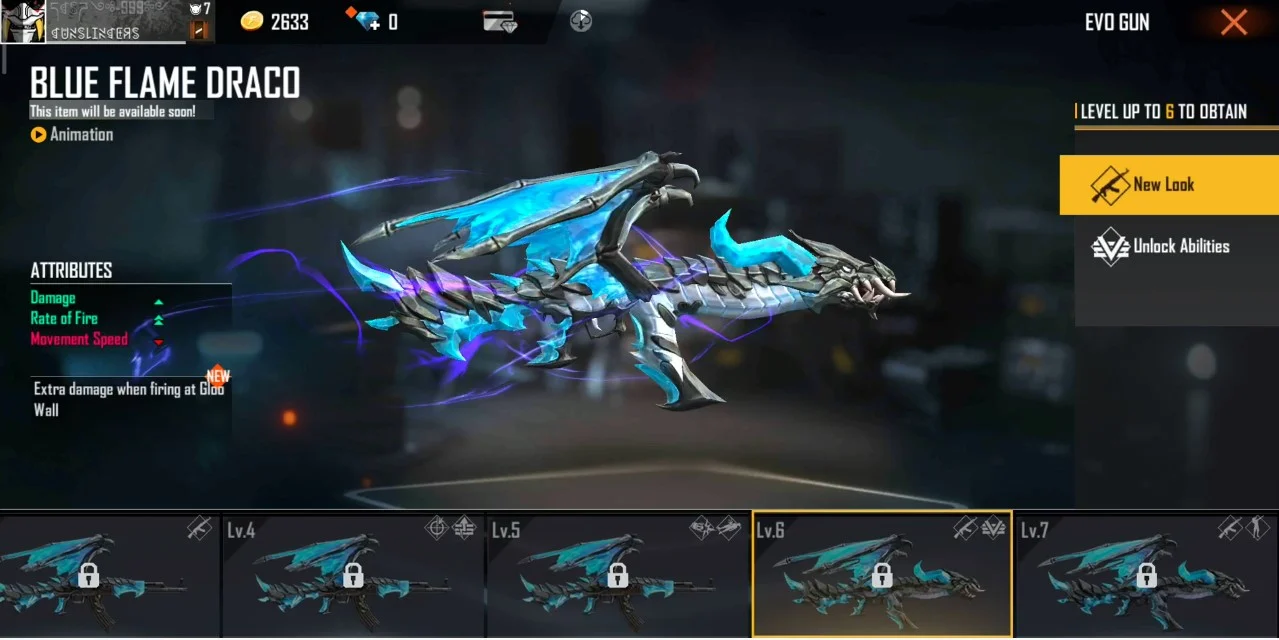 7
GUNSLINGERS
2633
0
EVO GUN
BLUE FLAME DRACO
This item will be available soon!
Animation
LEVEL UP TO 6 TO OBTAIN
New Look
Unlock Abilities
ATTRIBUTES
Damage
Rate of Fire
Movement Speed
NEW
Extra damage when firing at Gloo
Wall
Lv.4
Lv.5
Lv.6
Lv.7